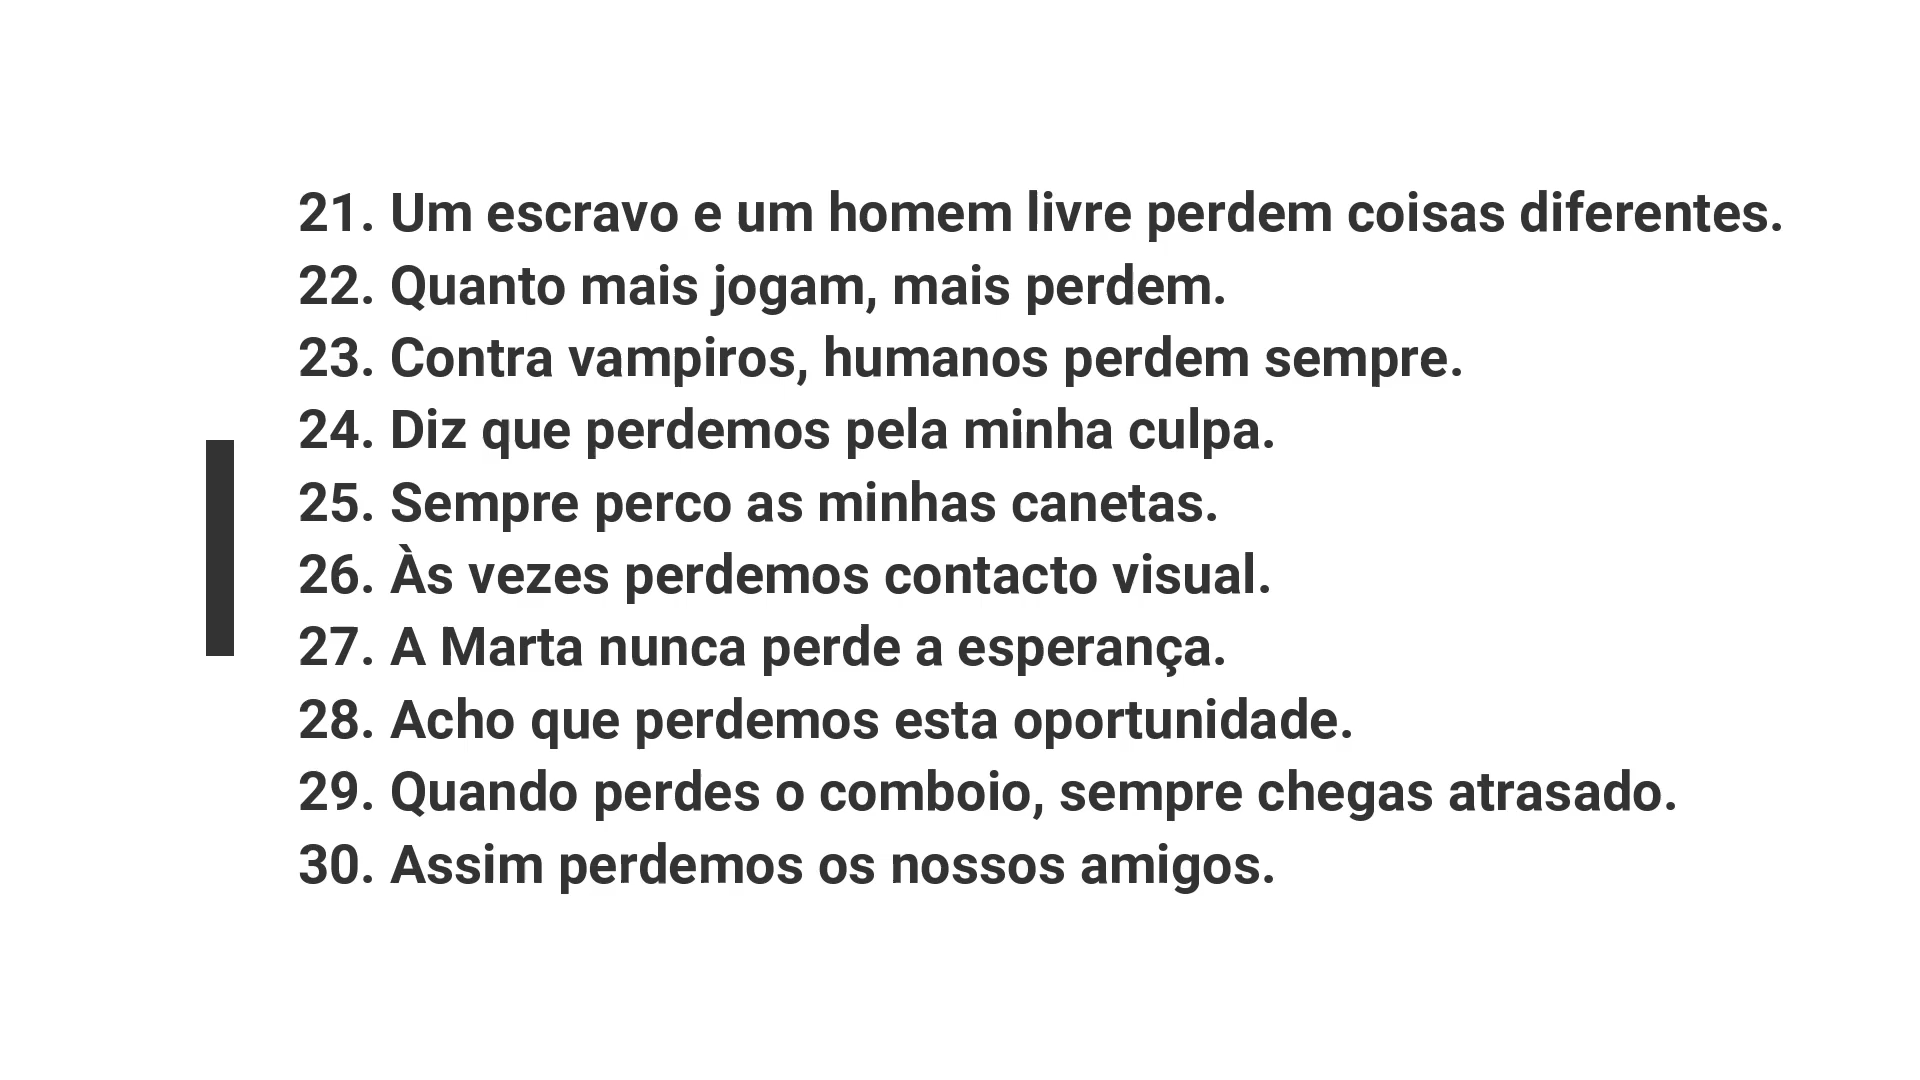 21. Um escravo e um homem livre perdem coisas diferentes.
22. Quanto mais jogam, mais perdem.
23. Contra vampiros, humanos perdem sempre.
24. Diz que perdemos pela minha culpa.
25. Sempre perco as minhas canetas.
26. Às vezes perdemos contacto visual.
27. A Marta nunca perde a esperança.
28. Acho que perdemos esta oportunidade.
29. Quando perdes o comboio, sempre chegas atrasado.
30. Assim perdemos os nossos amigos.